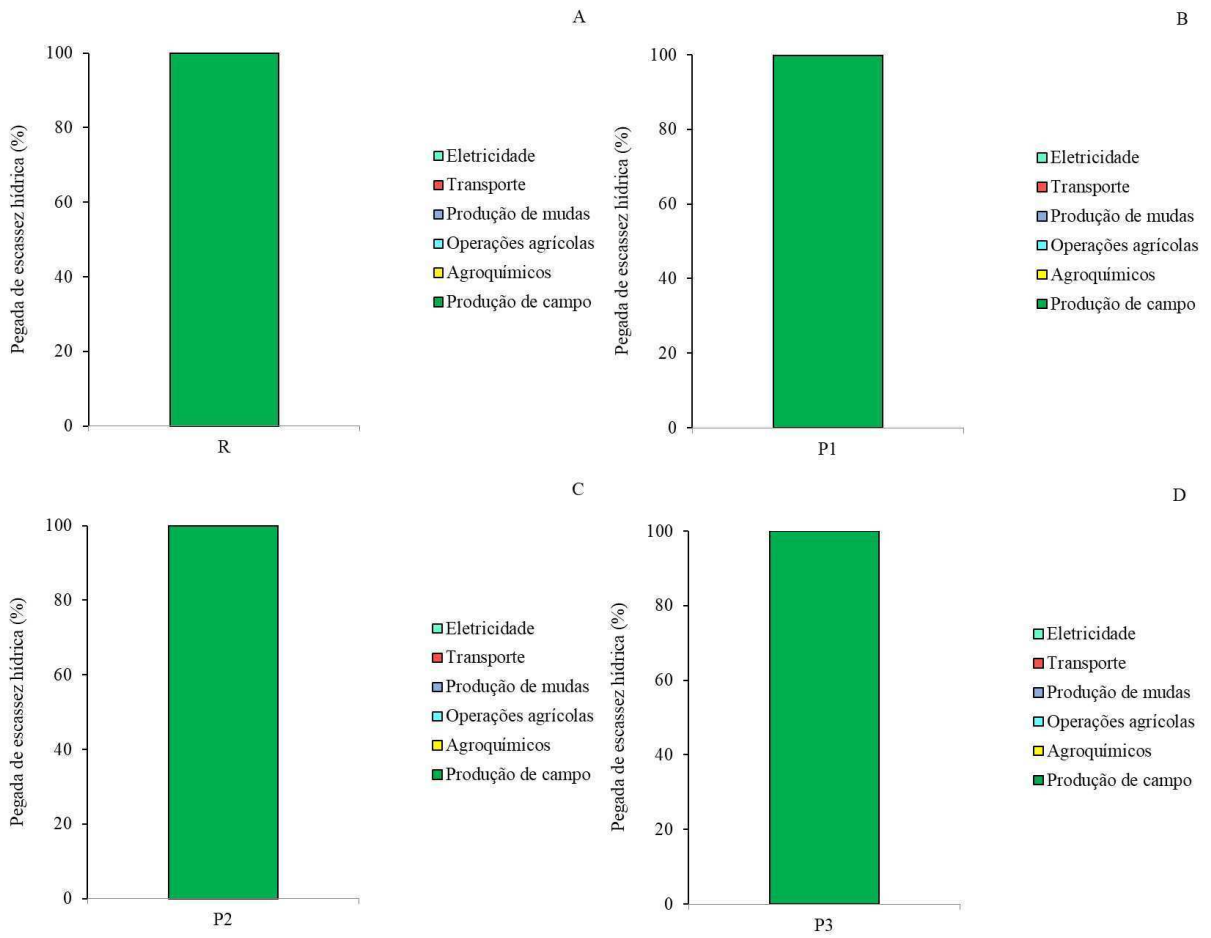 A
Pegada de escassez hídrica (%)
100
80
60
40
20
0
R
Eletricidade
Transporte
Produção de mudas
Operações agrícolas
Agroquímicos
Produção de campo
B
Pegada de escassez hídrica (%)
100
80
60
40
20
0
P1
Eletricidade
Transporte
Produção de mudas
Operações agrícolas
Agroquímicos
Produção de campo
C
Pegada de escassez hídrica (%)
100
80
60
40
20
0
P2
Eletricidade
Transporte
Produção de mudas
Operações agrícolas
Agroquímicos
Produção de campo
D
Pegada de escassez hídrica (%)
100
80
60
40
20
0
P3
Eletricidade
Transporte
Produção de mudas
Operações agrícolas
Agroquímicos
Produção de campo